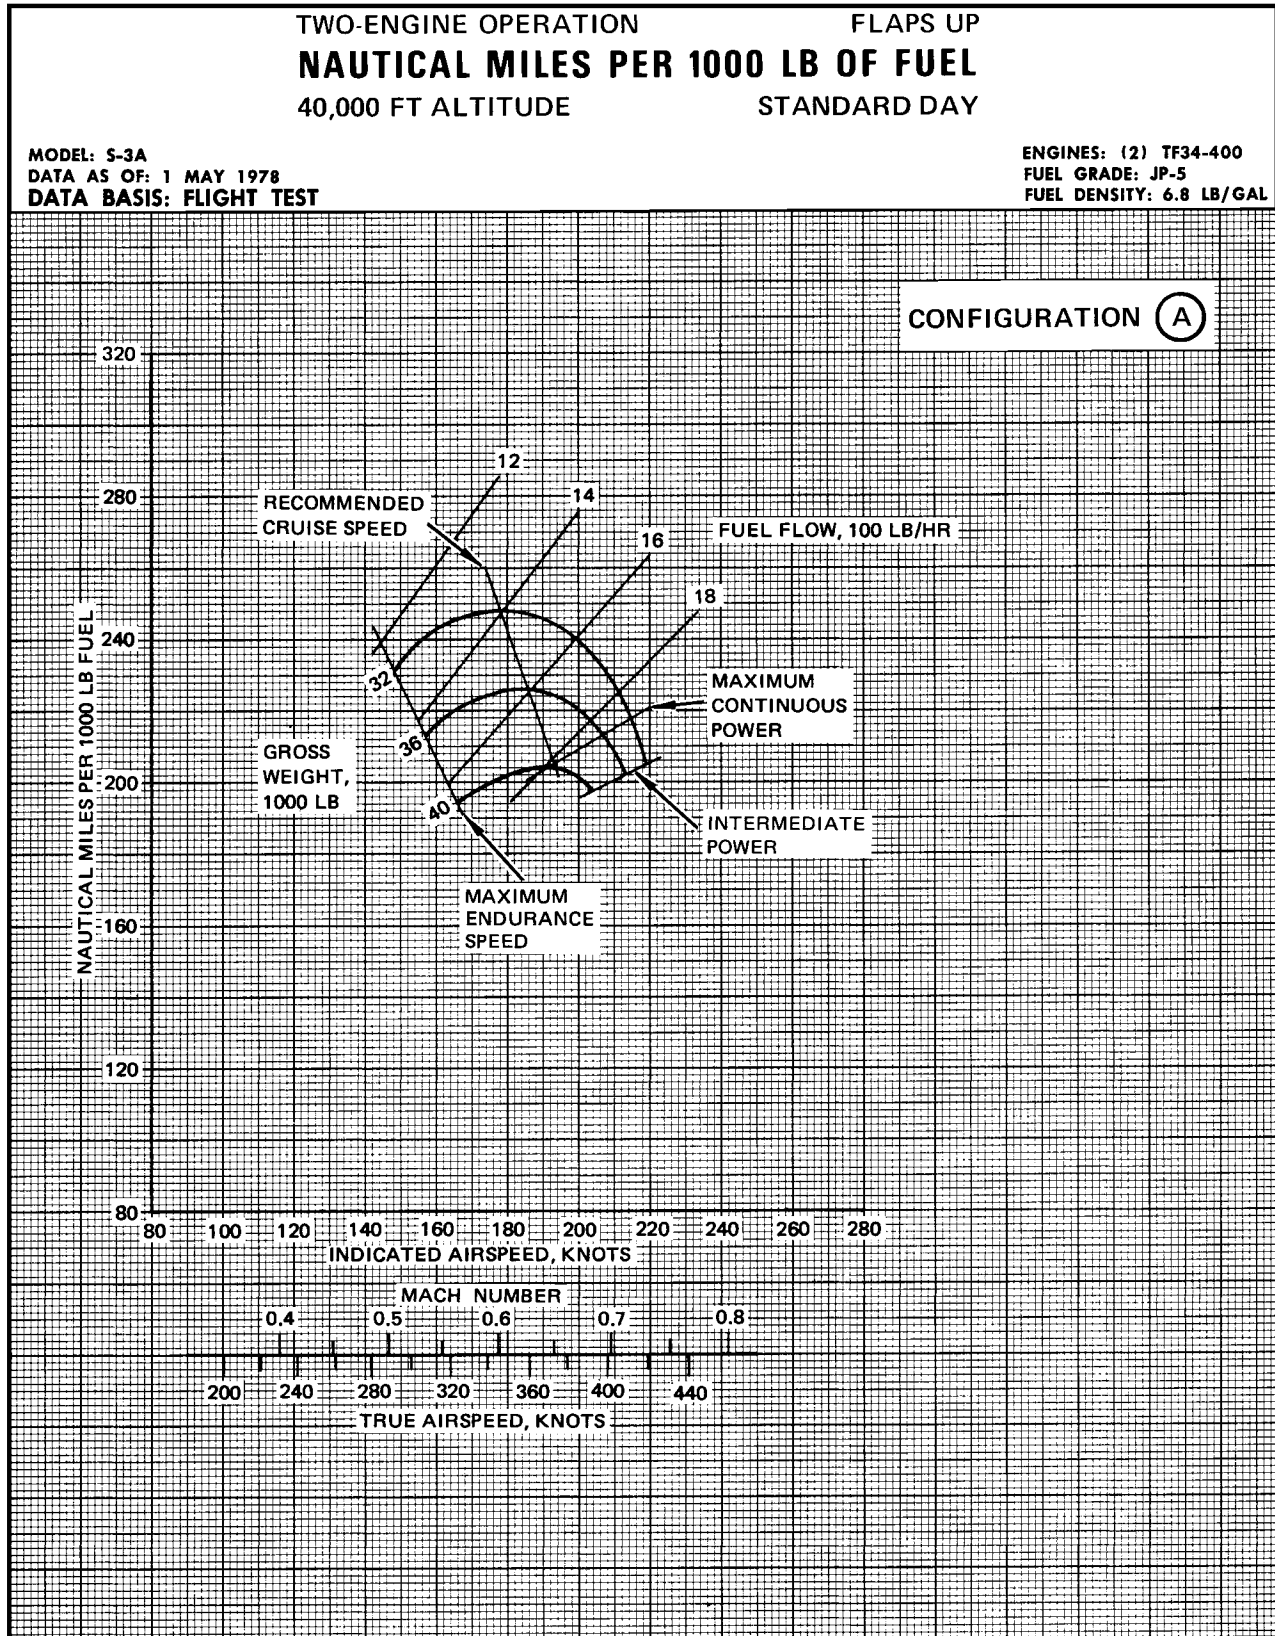 TWO-ENGINE OPERATION FLAPS UP
NAUTICAL MILES PER 1000 LB OF FUEL
40,000 FT ALTITUDE STANDARD DAY
MODEL: S-3A
DATA AS OF: 1 MAY 1978
DATA BASIS: FLIGHT TEST
ENGINES: (2) TF34-400
FUEL GRADE: JP-5
FUEL DENSITY: 6.8 LB/GAL
CONFIGURATION A
320
280
240
200
160
120
80
NAUTICAL MILES PER 1000 LB FUEL
12
14
16
18
FUEL FLOW, 100 LB/HR
RECOMMENDED
CRUISE SPEED
32
36
40
GROSS
WEIGHT,
1000 LB
MAXIMUM
CONTINUOUS
POWER
INTERMEDIATE
POWER
MAXIMUM
ENDURANCE
SPEED
80 100 120 140 160 180 200 220 240 260 280
INDICATED AIRSPEED, KNOTS
MACH NUMBER
0.4 0.5 0.6 0.7 0.8
200 240 280 320 360 400 440
TRUE AIRSPEED, KNOTS